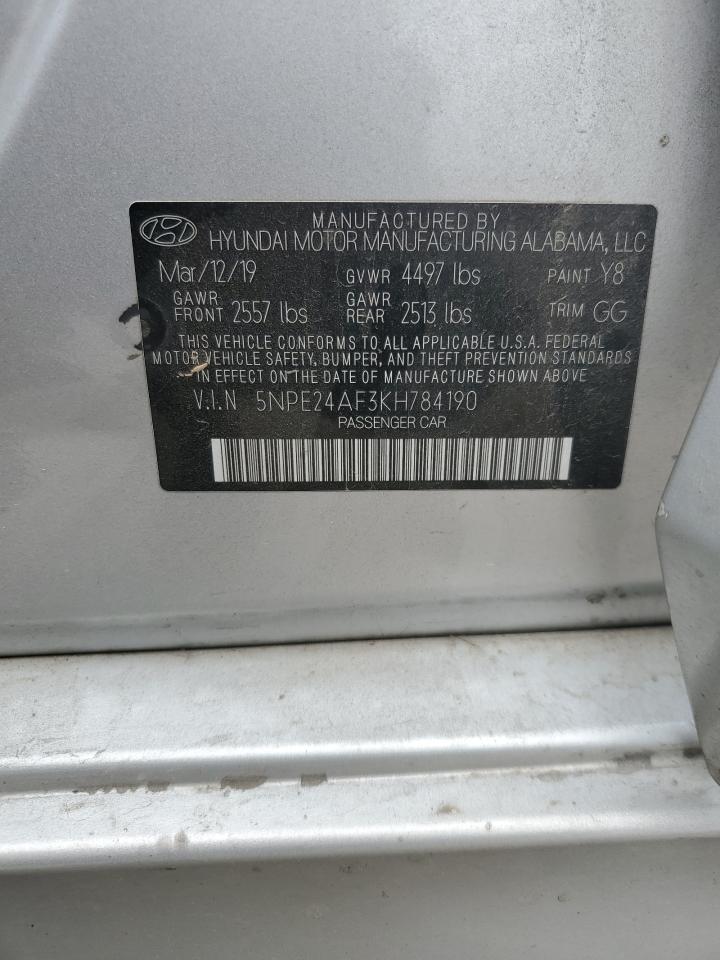 MANUFACTURED BY
HYUNDAI MOTOR MANUFACTURING ALABAMA, LLC
Mar/12/19 GVWR 4497 lbs PAINT Y8
GAWR FRONT 2557 lbs GAWR REAR 2513 lbs TRIM GG
THIS VEHICLE CONFORMS TO ALL APPLICABLE U.S.A. FEDERAL
MOTOR VEHICLE SAFETY, BUMPER, AND THEFT PREVENTION STANDARDS
IN EFFECT ON THE DATE OF MANUFACTURE SHOWN ABOVE
V.I.N 5NPE24AF3KH784190
PASSENGER CAR